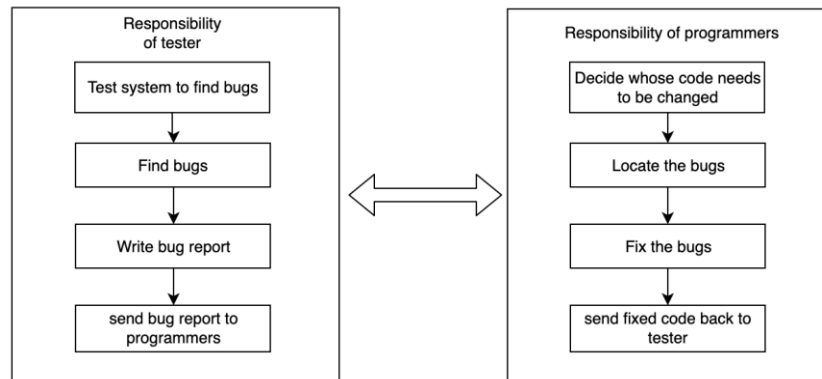 Responsibility
of tester
Test system to find bugs
Find bugs
Write bug report
send bug report to
programmers
Responsibility of programmers
Decide whose code needs
to be changed
Locate the bugs
Fix the bugs
send fixed code back to
tester